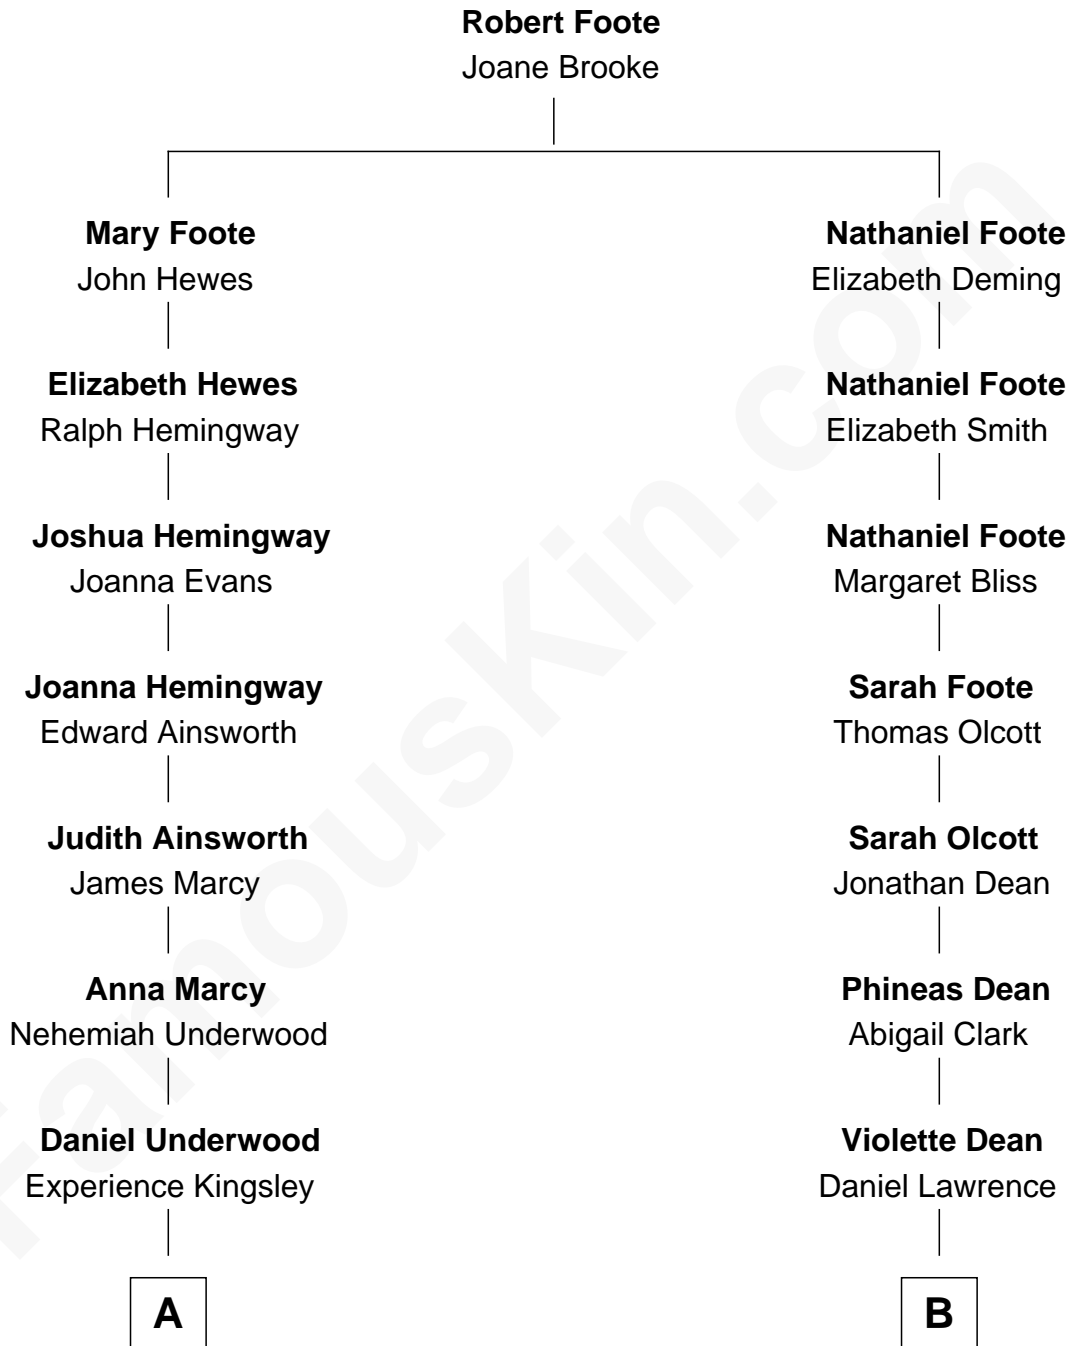 Robert Foote
Joane Brooke
Mary Foote
John Hewes
Nathaniel Foote
Elizabeth Deming
Elizabeth Hewes
Ralph Hemingway
Nathaniel Foote
Elizabeth Smith
Joshua Hemingway
Joanna Evans
Nathaniel Foote
Margaret Bliss
Joanna Hemingway
Edward Ainsworth
Sarah Foote
Thomas Olcott
Judith Ainsworth
James Marcy
Sarah Olcott
Jonathan Dean
Anna Marcy
Nehemiah Underwood
Phineas Dean
Abigail Clark
Daniel Underwood
Experience Kingsley
Violette Dean
Daniel Lawrence
A
B
FamousKin.com